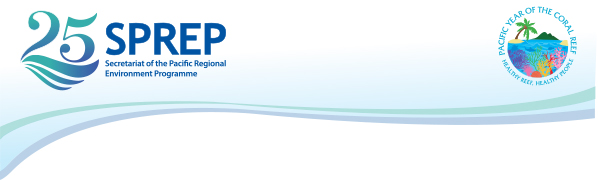 25 SPREP
Secretariat of the Pacific Regional
Environment Programme
PACIFIC YEAR OF THE CORAL REEF
HEALTHY REEF, HEALTHY PEOPLE